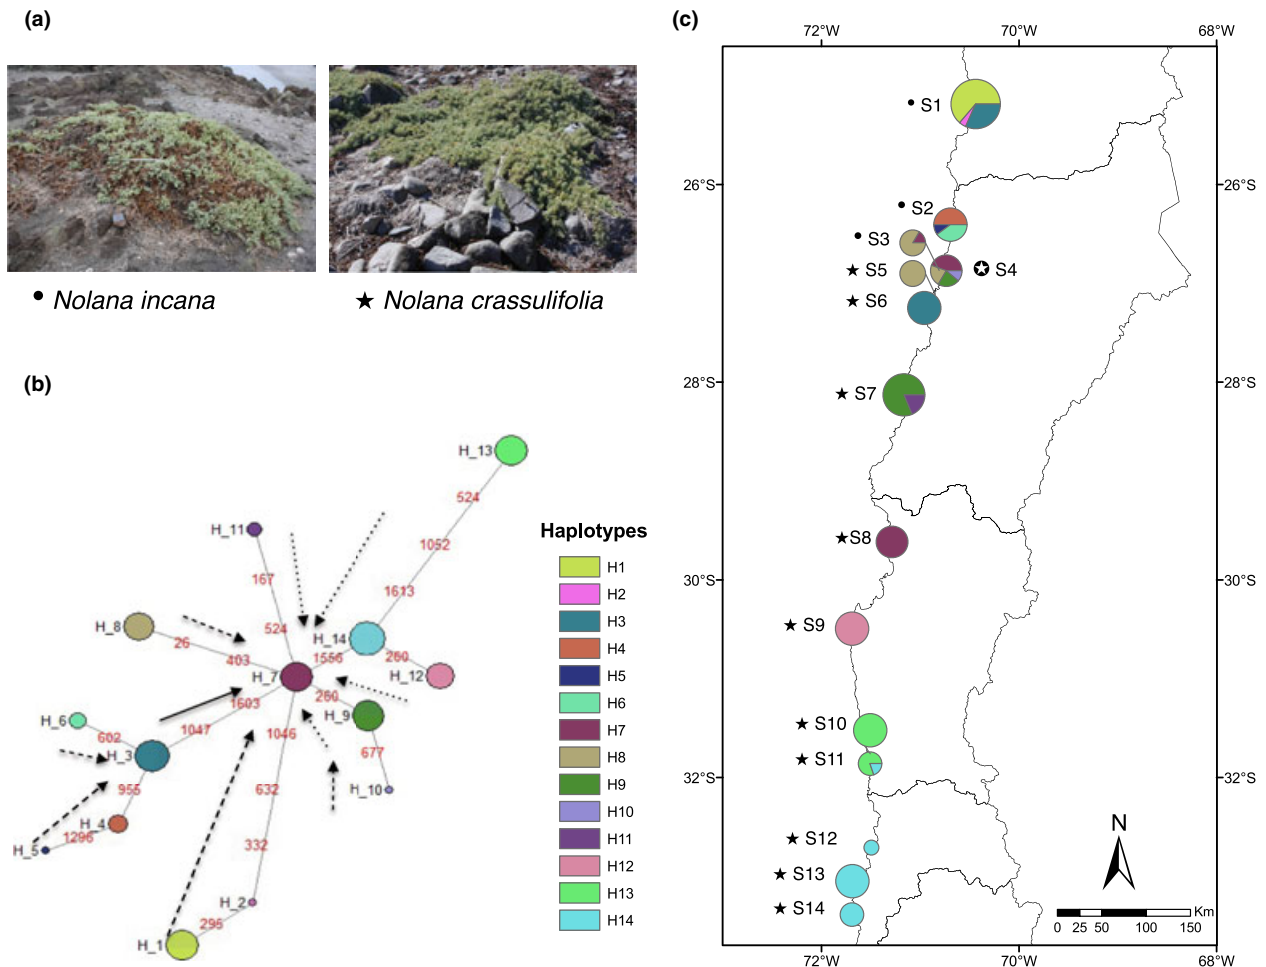 (a)
• Nolana incana
★ Nolana crassulifolia
(b)
H_13
524
1052
1613
H_11
167
524
H_8
26
403
H_14
1556
260
H_12
H_7
1603
1047
260
H_9
677
H_10
H_6
602
H_3
955
H_4
1296
H_5
1046
632
332
H_2
295
H_1
Haplotypes
H1
H2
H3
H4
H5
H6
H7
H8
H9
H10
H11
H12
H13
H14
(c)
72°W 70°W 68°W
26°S 26°S
28°S 28°S
30°S 30°S
32°S 32°S
72°W 70°W 68°W
• S1
• S2
• S3
★ S5
★ S4
★ S6
★ S7
★ S8
★ S9
★ S10
★ S11
★ S12
★ S13
★ S14
N
Km
0 25 50 100 150